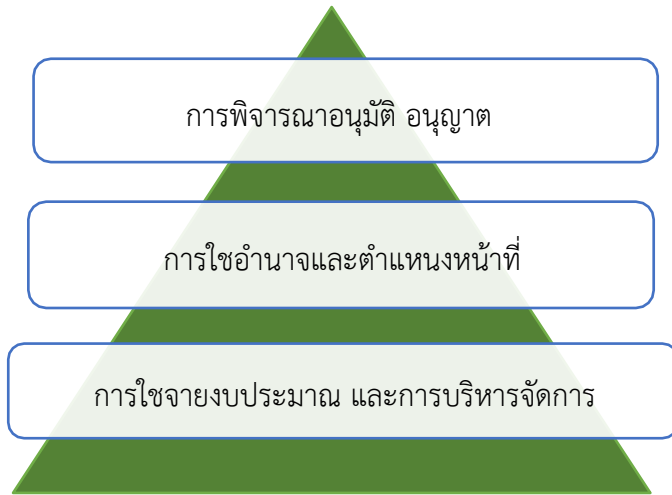 การพิจารณาอนุมัติ อนุญาต
การใชอำนาจและตำแหนงหน้าที่
การใชจายงบประมาณ และการบริหารจัดการ